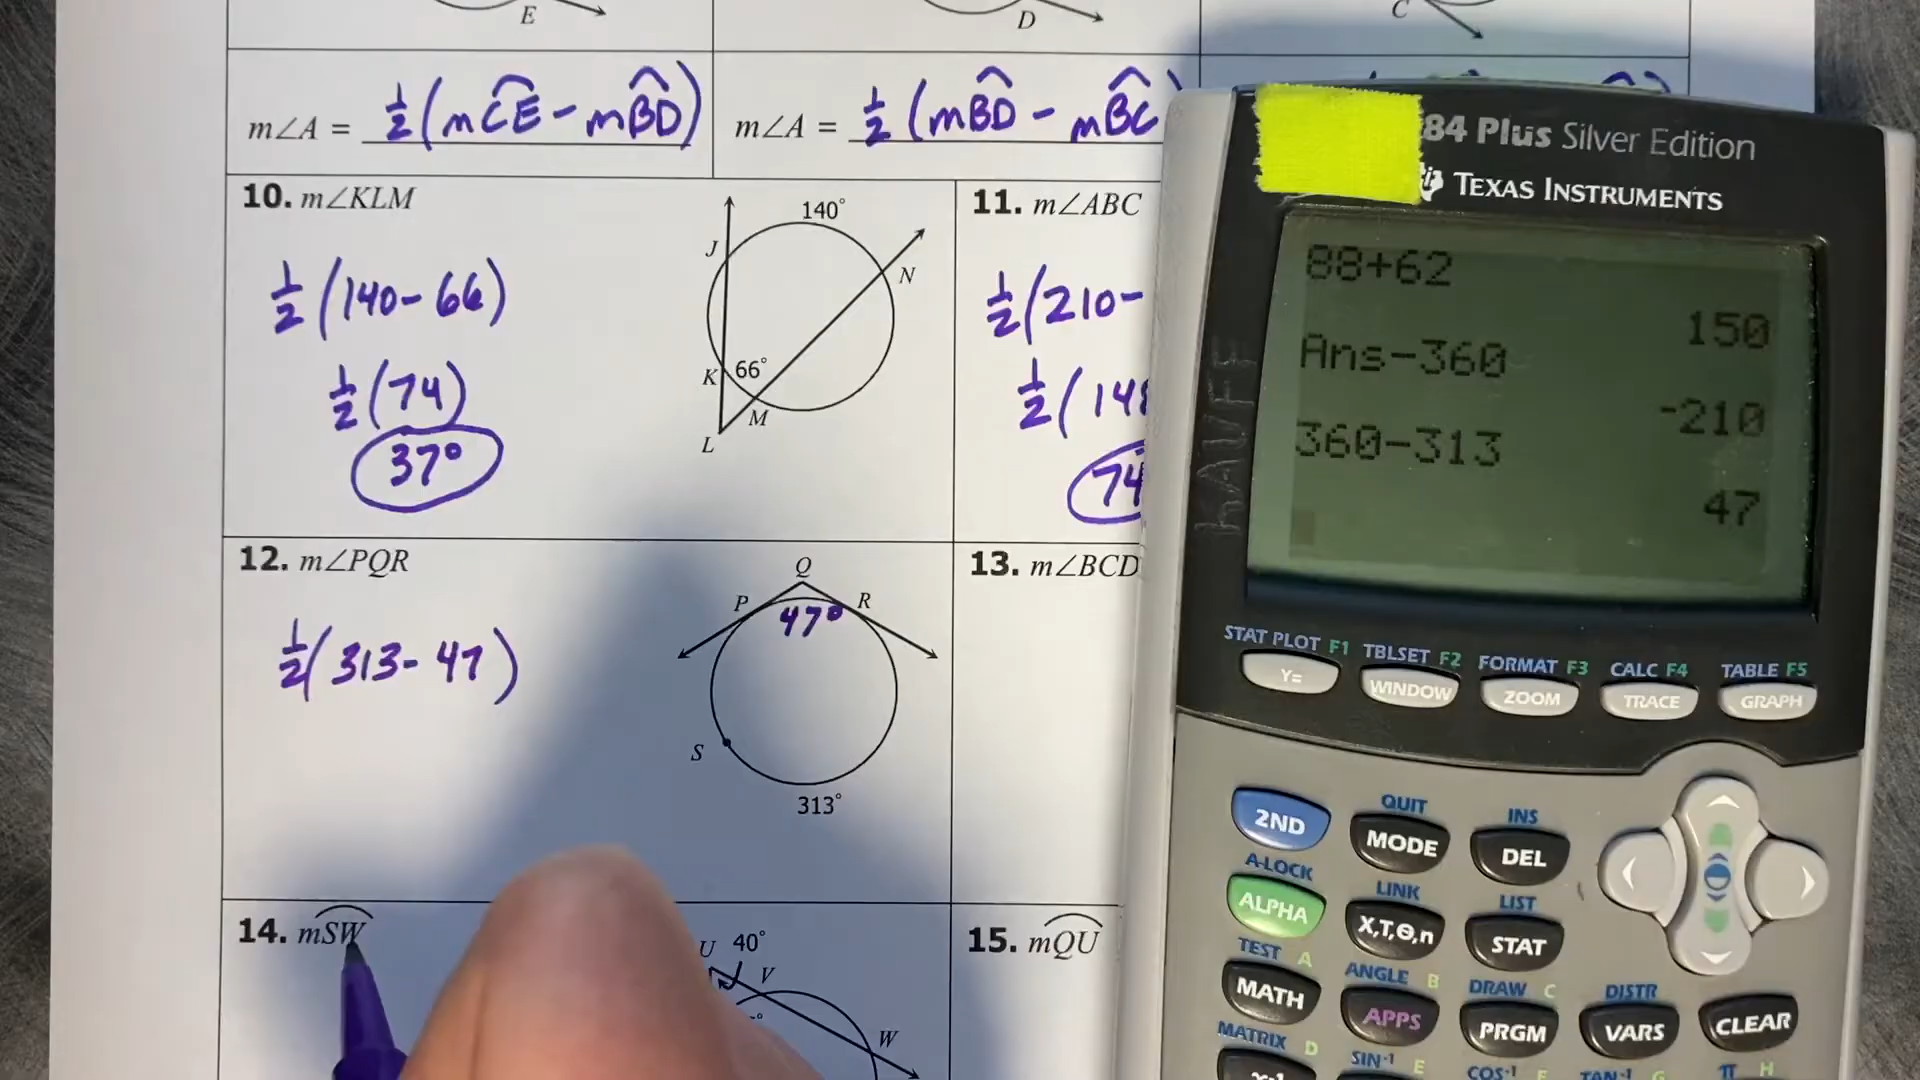 E
D
C
m∠A = ½(mCE - mBD)
m∠A = ½(mBD - mBC
10. m∠KLM
140°
J
N
½(140-66)
66°
K
½(74)
M
L
37°
11. m∠ABC
½(210-
74
12. m∠PQR
Q
P
R
47°
½(313-47)
S
313°
13. m∠BCD
14. mSW
U
40°
V
W
15. mQU
84 Plus Silver Edition
TEXAS INSTRUMENTS
88+62
150
Ans-360
-210
360-313
47
STAT PLOT F1 TBLSET F2 FORMAT F3 CALC F4 TABLE F5
Y= WINDOW ZOOM TRACE GRAPH
QUIT INS
2ND MODE DEL
A-LOCK LINK LIST
ALPHA X,T,Θ,n STAT
TEST A ANGLE B DRAW C DISTR
MATH APPS PRGM VARS CLEAR
MATRIX D SIN⁻¹ E COS⁻¹ F TAN⁻¹ G π H